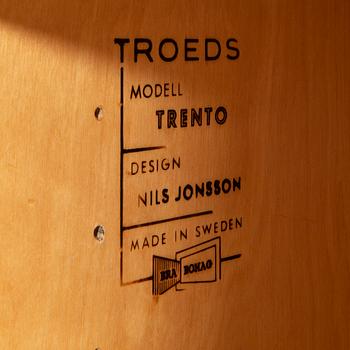 TROEDS
MODELL
TRENTO
DESIGN
NILS JONSSON
MADE IN SWEDEN
BRA BOHAG